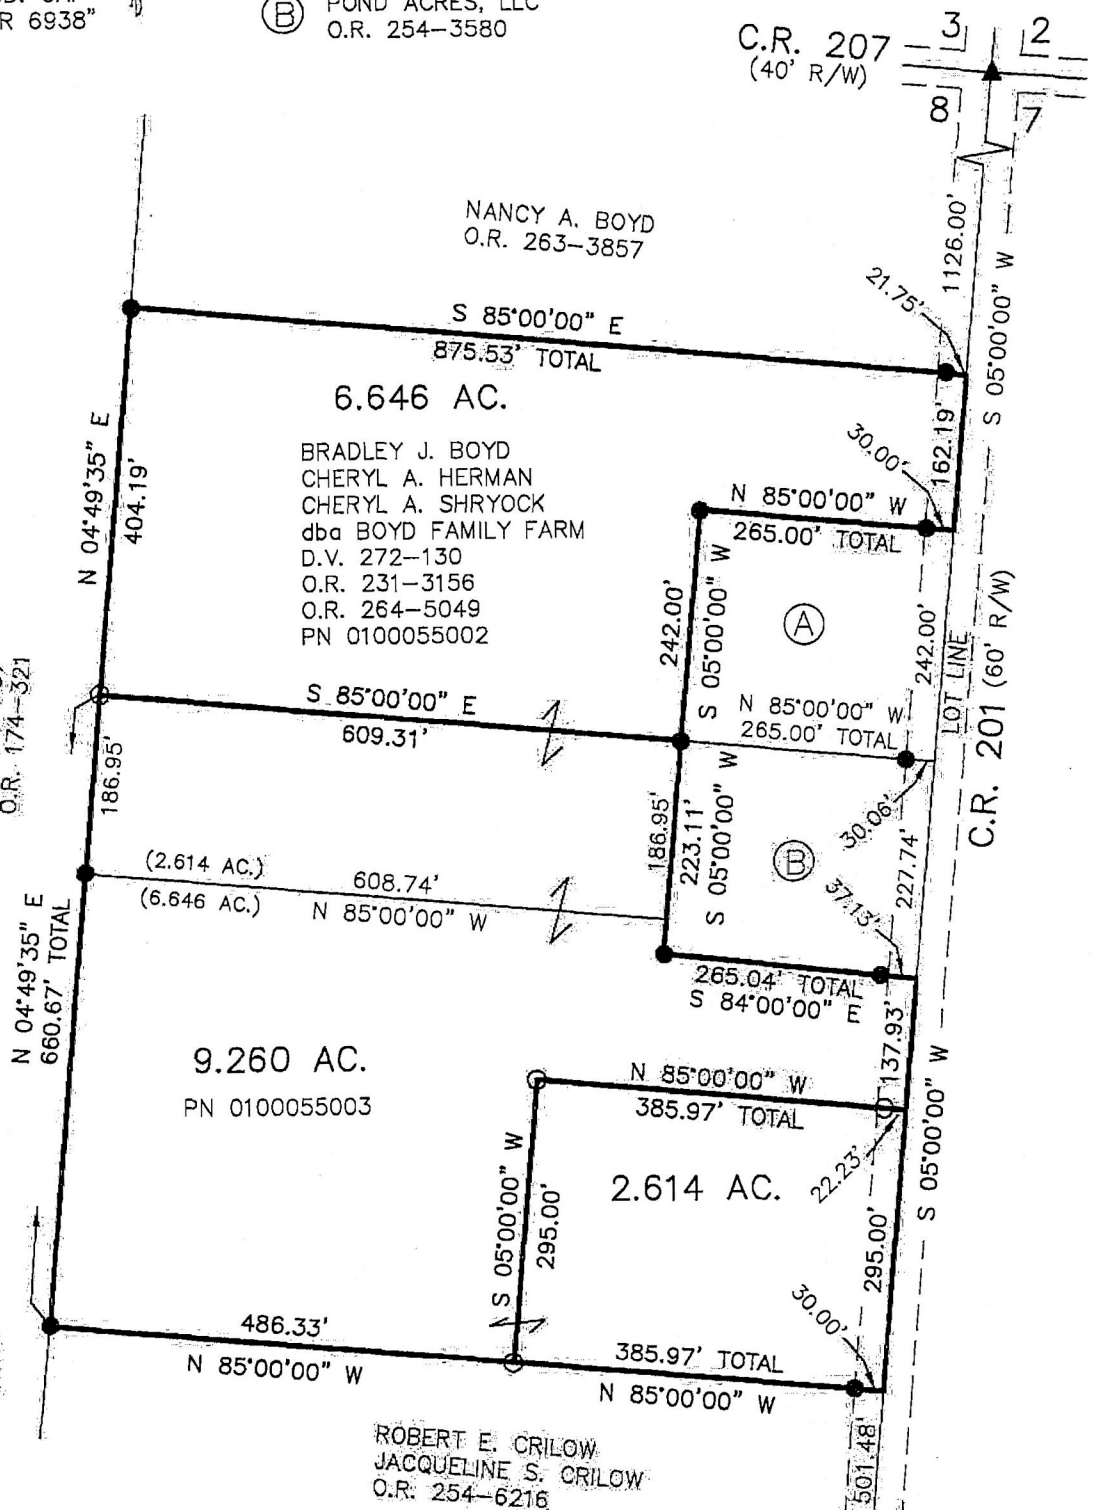 R 6938"
B
POND ACRES, LLC
O.R. 254-3580
C.R. 207
(40' R/W)
3
2
8
7
NANCY A. BOYD
O.R. 263-3857
1126.00'
21.75'
S 05°00'00" W
S 85°00'00" E
875.53' TOTAL
6.646 AC.
BRADLEY J. BOYD
CHERYL A. HERMAN
CHERYL A. SHRYOCK
dba BOYD FAMILY FARM
D.V. 272-130
O.R. 231-3156
O.R. 264-5049
PN 0100055002
N 04°49'35" E
404.19'
162.19'
30.00'
N 85°00'00" W
265.00' TOTAL
242.00'
S 05°00'00" W
A
242.00'
LOT LINE
C.R. 201 (60' R/W)
N 85°00'00" W
265.00' TOTAL
S 85°00'00" E
609.31'
O.R. 174-321
186.95'
186.95'
223.11'
S 05°00'00" W
B
30.06'
227.74'
37.13'
(2.614 AC.)
(6.646 AC.)
608.74'
N 85°00'00" W
265.04' TOTAL
S 84°00'00" E
N 04°49'35" E
660.67' TOTAL
137.93'
9.260 AC.
PN 0100055003
N 85°00'00" W
385.97' TOTAL
22.23'
S 05°00'00" W
2.614 AC.
S 05°00'00" W
295.00'
295.00'
30.00'
486.33'
N 85°00'00" W
385.97' TOTAL
N 85°00'00" W
501.48'
ROBERT E. CRILOW
JACQUELINE S. CRILOW
O.R. 254-6216